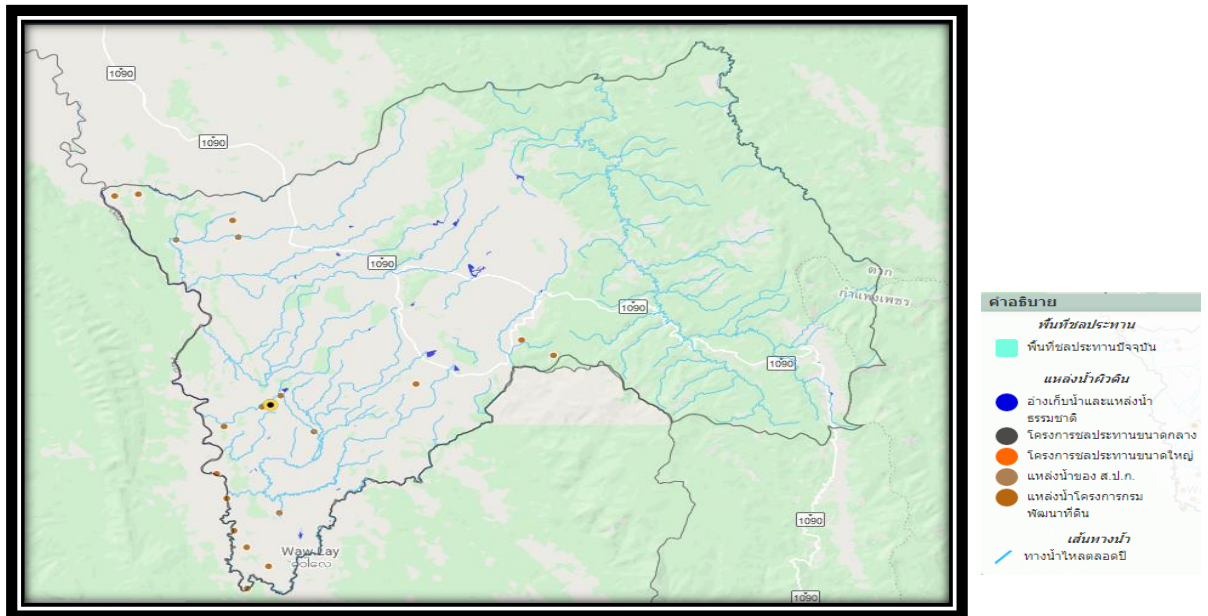 1090
1090
1090
1090
1090
1090
1090
ตาก
กำแพงเพชร
Waw Lay
ဝေါလေ
คำอธิบาย
พื้นที่ชลประทาน
พื้นที่ชลประทานปัจจุบัน
แหล่งน้ำผิวดิน
อ่างเก็บน้ำและแหล่งน้ำ
ธรรมชาติ
โครงการชลประทานขนาดกลาง
โครงการชลประทานขนาดใหญ่
แหล่งน้ำของ ส.ป.ก.
แหล่งน้ำโครงการกรม
พัฒนาที่ดิน
เส้นทางน้ำ
ทางน้ำไหลตลอดปี